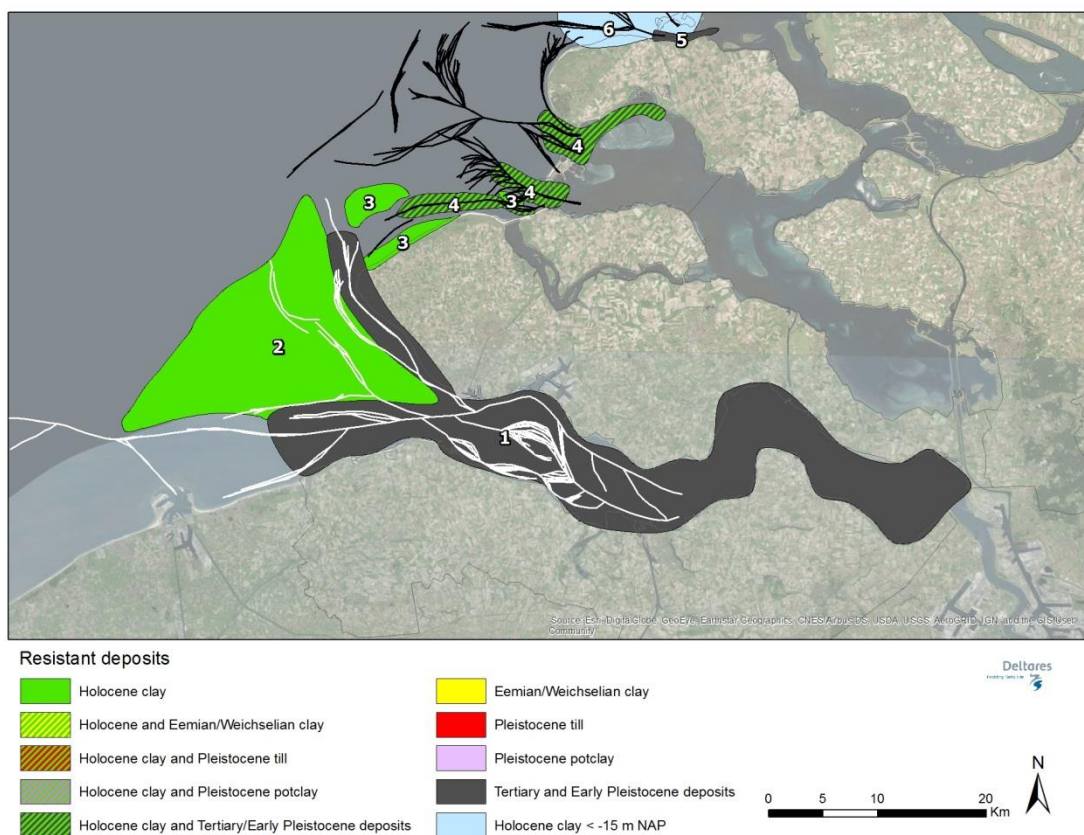 6
5
4
4
3
4
3
3
2
1
Source: Esri, DigitalGlobe, GeoEye, Earthstar Geographics, CNES/Airbus DS, USDA, USGS, AeroGRID, IGN, and the GIS User
Community
Resistant deposits
Holocene clay
Holocene and Eemian/Weichselian clay
Holocene clay and Pleistocene till
Holocene clay and Pleistocene potclay
Holocene clay and Tertiary/Early Pleistocene deposits
Eemian/Weichselian clay
Pleistocene till
Pleistocene potclay
Tertiary and Early Pleistocene deposits
Holocene clay < -15 m NAP
Deltares
N
0 5 10 20
Km